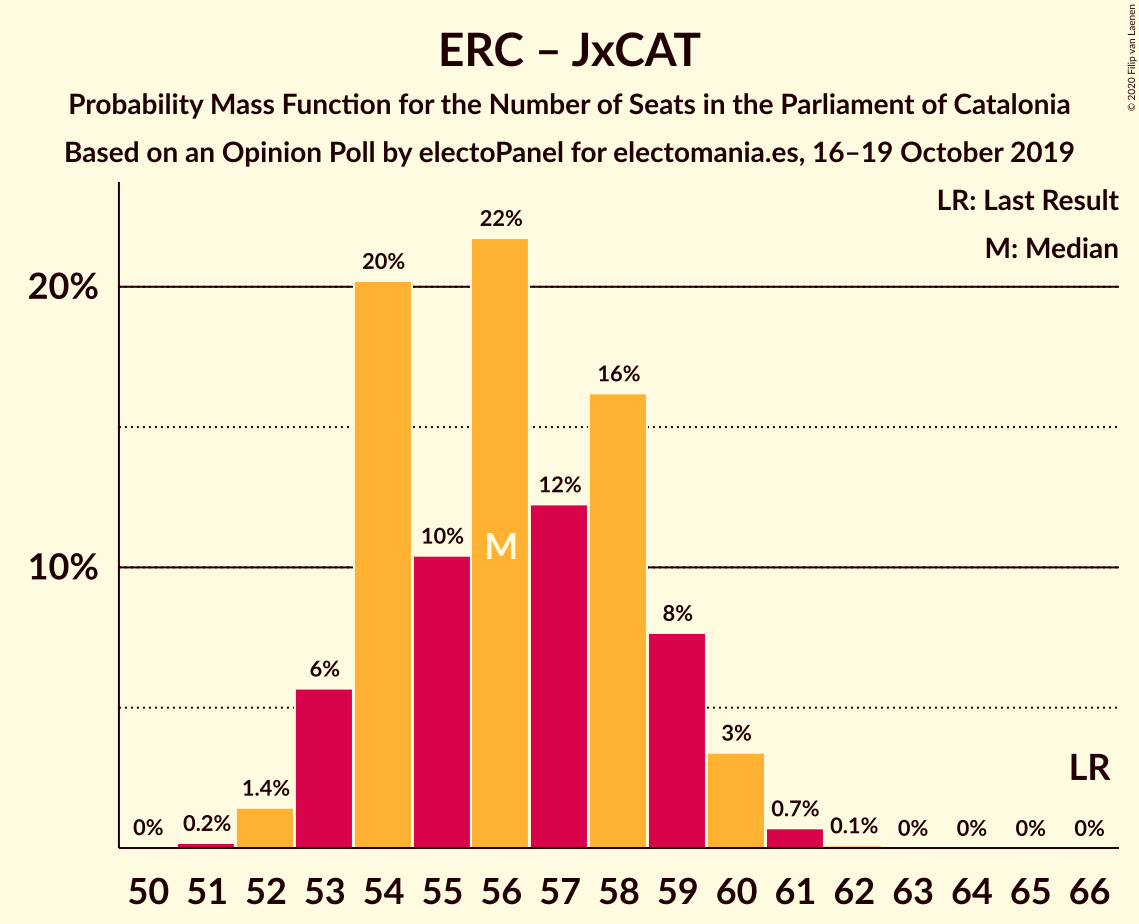 ERC – JxCAT
Probability Mass Function for the Number of Seats in the Parliament of Catalonia
Based on an Opinion Poll by electoPanel for electomania.es, 16–19 October 2019
© 2020 Filip van Laenen
LR: Last Result
M: Median
20%
10%
0%
0.2%
1.4%
6%
20%
10%
22%
M
12%
16%
8%
3%
0.7%
0.1%
0%
0%
0%
0%
LR
50 51 52 53 54 55 56 57 58 59 60 61 62 63 64 65 66